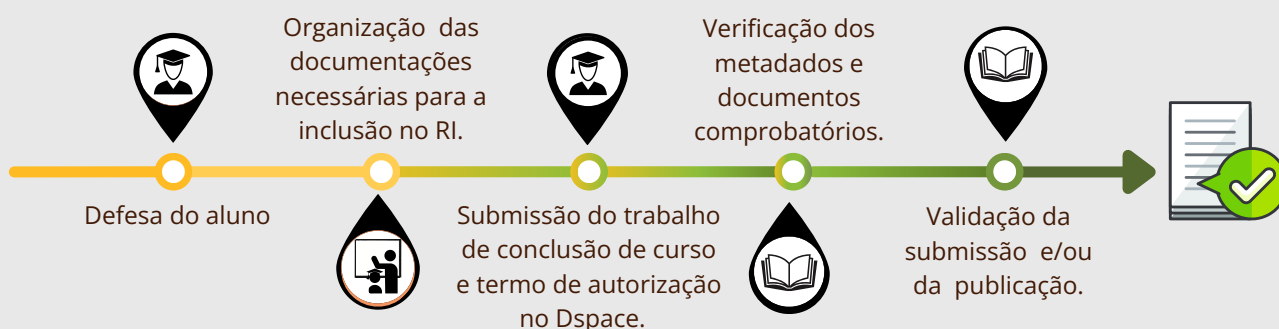 Defesa do aluno
Organização das
documentações
necessárias para a
inclusão no RI.
Submissão do trabalho
de conclusão de curso
e termo de autorização
no Dspace.
Verificação dos
metadados e
documentos
comprobatórios.
Validação da
submissão e/ou
da publicação.